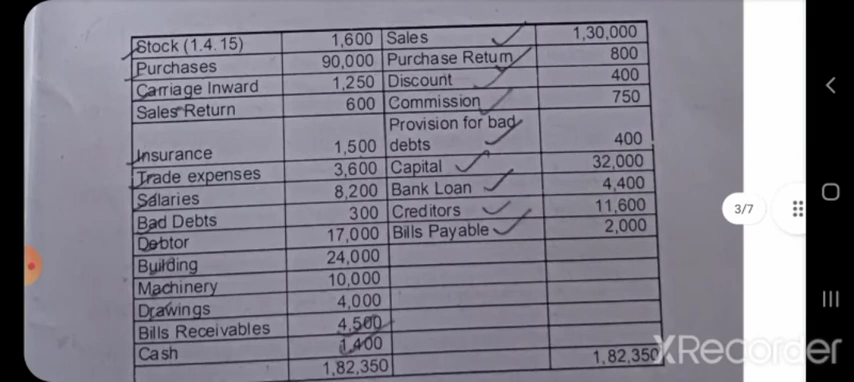 Stock (1.4.15) 1,600 Sales 1,30,000
Purchases 90,000 Purchase Return 800
Carriage Inward 1,250 Discount 400
Sales Return 600 Commission 750
Insurance 1,500 Provision for bad debts 400
Trade expenses 3,600 Capital 32,000
Salaries 8,200 Bank Loan 4,400
Bad Debts 300 Creditors 11,600
Debtor 17,000 Bills Payable 2,000
Building 24,000
Machinery 10,000
Drawings 4,000
Bills Receivables 4,500
Cash 1,400
1,82,350 1,82,350
3/7
XRecorder